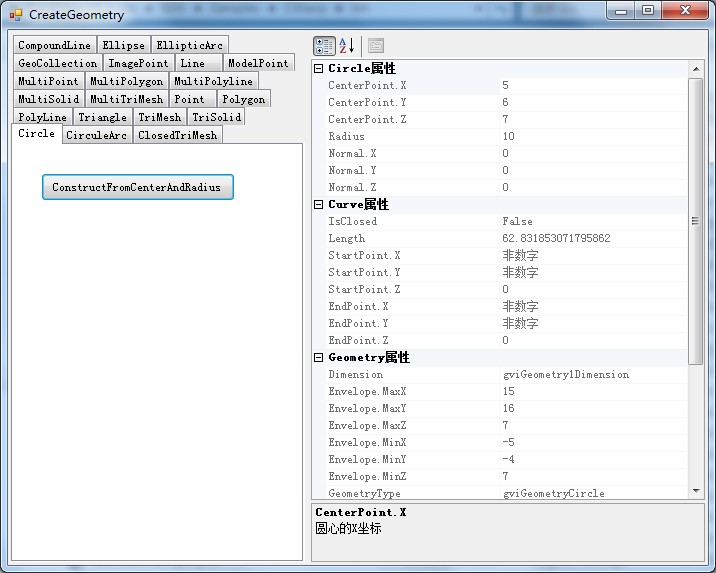 CreateGeometry
CompoundLine Ellipse EllipticArc
GeoCollection ImagePoint Line ModelPoint
MultiPoint MultiPolygon MultiPolyline
MultiSolid MultiTriMesh Point Polygon
PolyLine Triangle TriMesh TriSolid
Circle CirculeArc ClosedTriMesh
ConstructFromCenterAndRadius
Circle属性
CenterPoint.X 5
CenterPoint.Y 6
CenterPoint.Z 7
Radius 10
Normal.X 0
Normal.Y 0
Normal.Z 0
Curve属性
IsClosed False
Length 62.831853071795862
StartPoint.X 非数字
StartPoint.Y 非数字
StartPoint.Z 0
EndPoint.X 非数字
EndPoint.Y 非数字
EndPoint.Z 0
Geometry属性
Dimension gviGeometry1Dimension
Envelope.MaxX 15
Envelope.MaxY 16
Envelope.MaxZ 7
Envelope.MinX -5
Envelope.MinY -4
Envelope.MinZ 7
GeometryType gviGeometryCircle
CenterPoint.X
圆心的X坐标